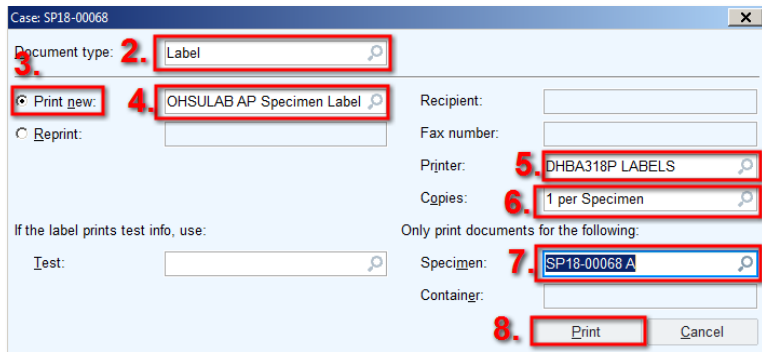 Case: SP18-00068
Document type: 2. Label
3.
Print new: 4. OHSULAB AP Specimen Label Recipient:
Reprint: Fax number:
Printer: 5. DHBA318P LABELS
Copies: 6. 1 per Specimen
If the label prints test info, use: Only print documents for the following:
Test: Specimen: 7. SP18-00068 A
Container:
8. Print Cancel